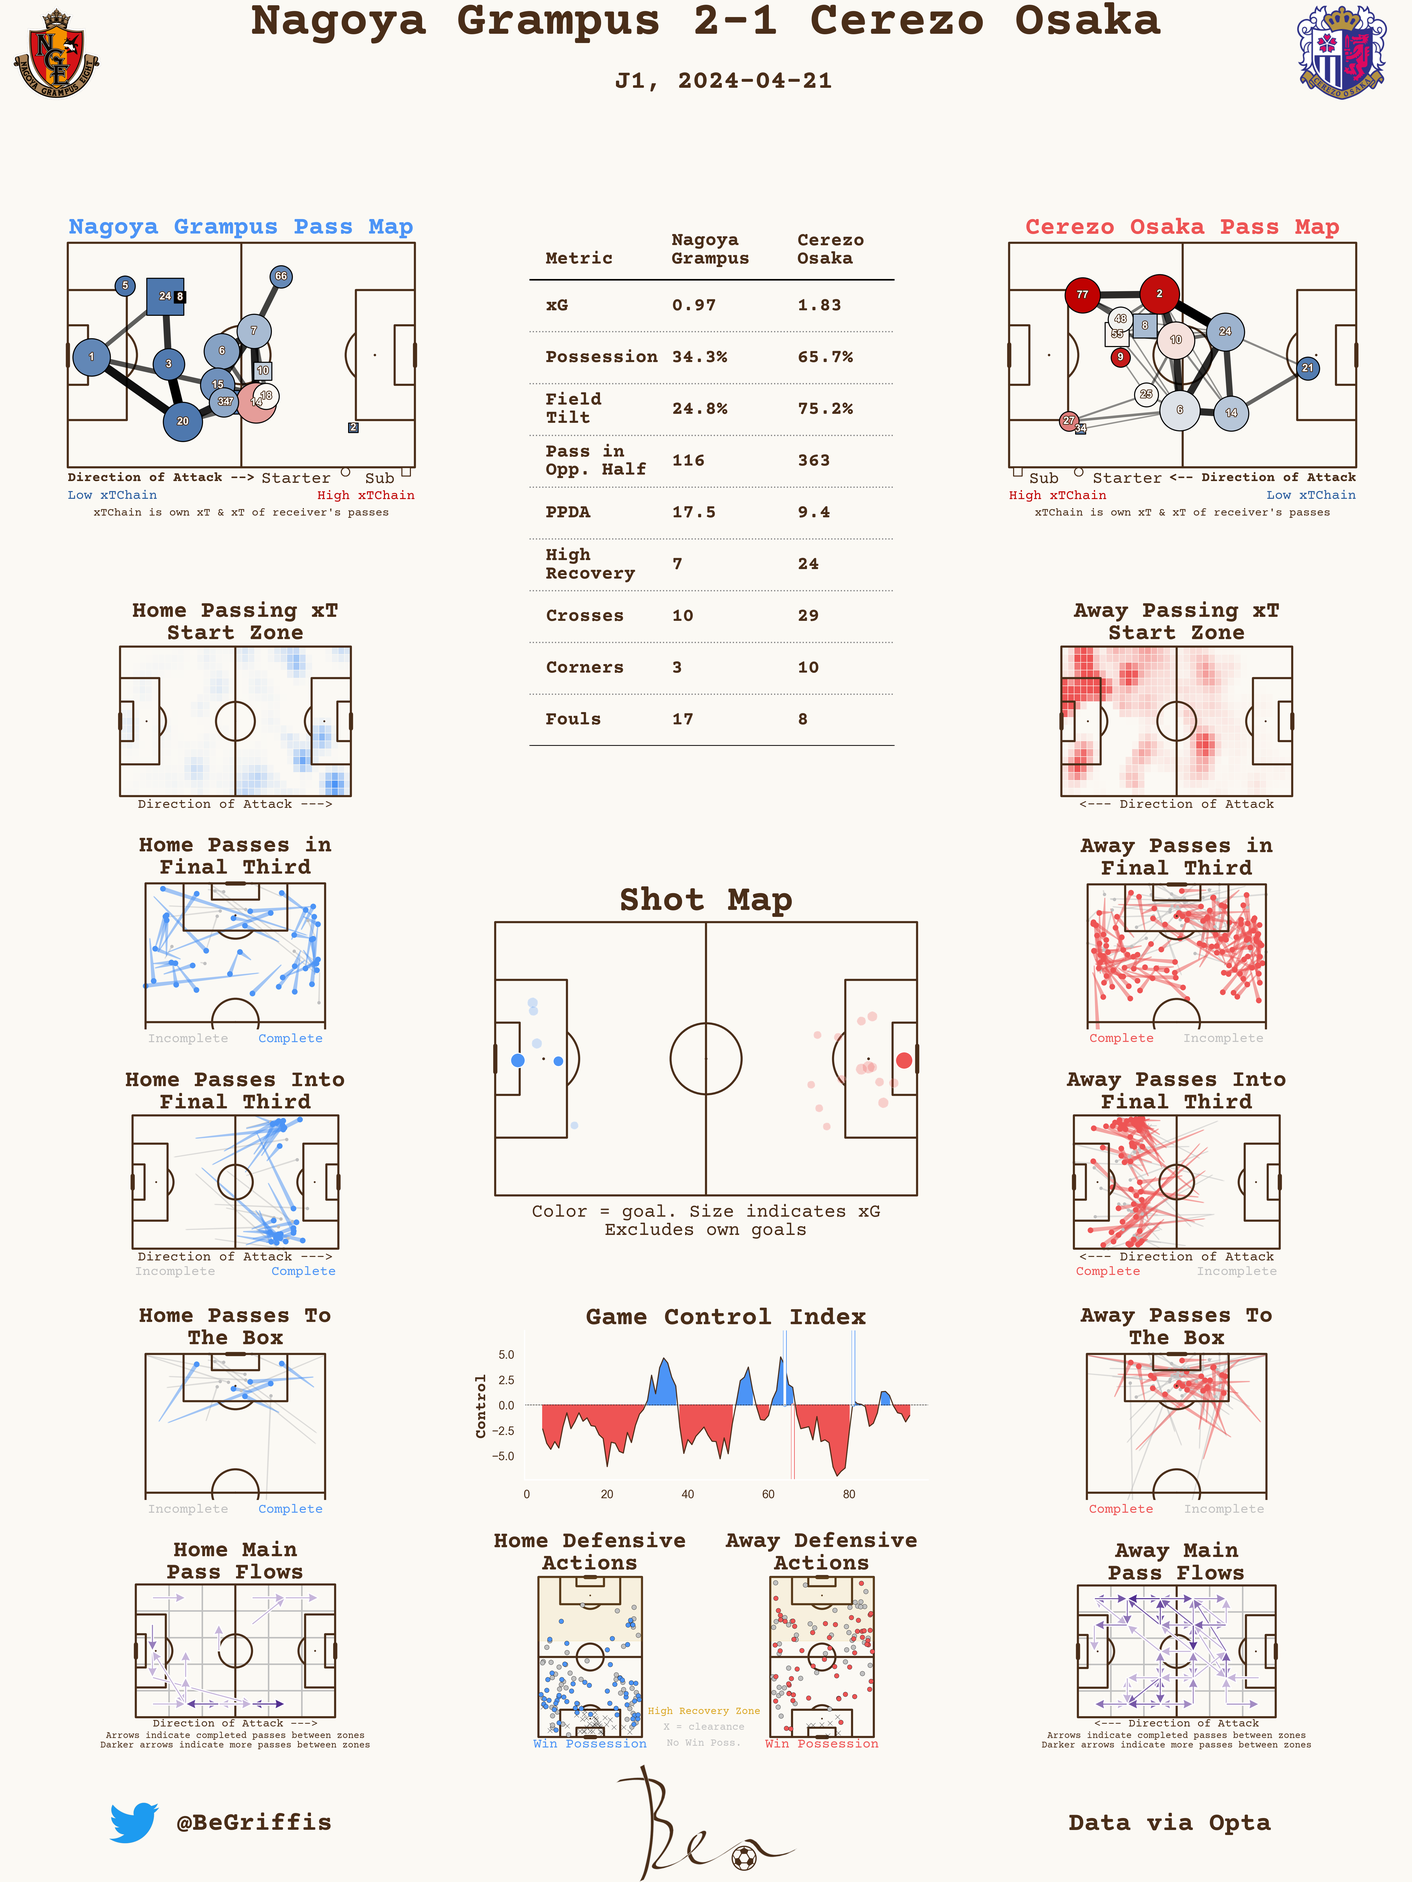 Nagoya Grampus 2-1 Cerezo Osaka
J1, 2024-04-21
NGE
NAGOYA GRAMPUS EIGHT
CEREZO OSAKA
Nagoya Grampus Pass Map
5
24
8
66
7
1
3
6
10
15
18
14
20
2
Direction of Attack --> Starter Sub
Low xTChain High xTChain
xTChain is own xT & xT of receiver's passes
Metric Nagoya Grampus Cerezo Osaka
xG 0.97 1.83
Possession 34.3% 65.7%
Field Tilt 24.8% 75.2%
Pass in Opp. Half 116 363
PPDA 17.5 9.4
High Recovery 7 24
Crosses 10 29
Corners 3 10
Fouls 17 8
Cerezo Osaka Pass Map
77
2
48
55
8
24
10
9
21
25
6
14
27
34
Sub Starter <-- Direction of Attack
High xTChain Low xTChain
xTChain is own xT & xT of receiver's passes
Home Passing xT
Start Zone
Direction of Attack --->
Away Passing xT
Start Zone
<--- Direction of Attack
Home Passes in
Final Third
Incomplete Complete
Away Passes in
Final Third
Complete Incomplete
Shot Map
Color = goal. Size indicates xG
Excludes own goals
Home Passes Into
Final Third
Direction of Attack --->
Incomplete Complete
Away Passes Into
Final Third
<--- Direction of Attack
Complete Incomplete
Home Passes To
The Box
Incomplete Complete
Game Control Index
Control
5.0
2.5
0.0
−2.5
−5.0
0 20 40 60 80
Away Passes To
The Box
Complete Incomplete
Home Main
Pass Flows
Direction of Attack --->
Arrows indicate completed passes between zones
Darker arrows indicate more passes between zones
Home Defensive
Actions
Win Possession
Away Defensive
Actions
Win Possession
High Recovery Zone
X = clearance
No Win Poss.
Away Main
Pass Flows
<--- Direction of Attack
Arrows indicate completed passes between zones
Darker arrows indicate more passes between zones
@BeGriffis
Ben
Data via Opta